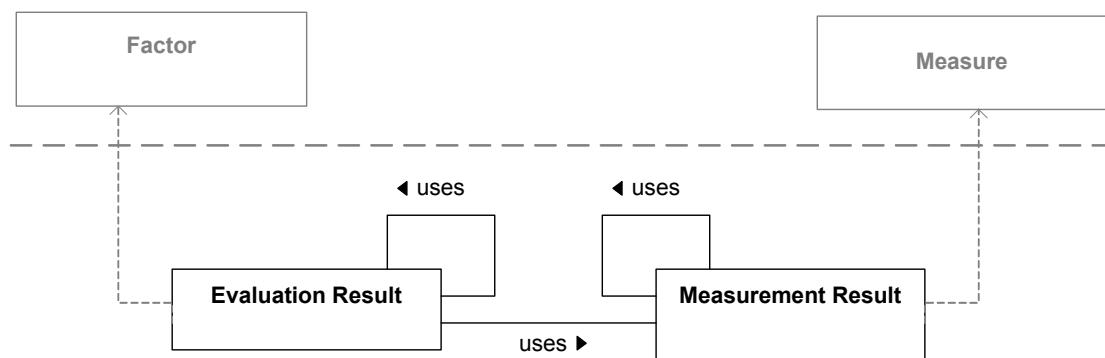 Factor
Measure
◀ uses
◀ uses
Evaluation Result
Measurement Result
uses ▶